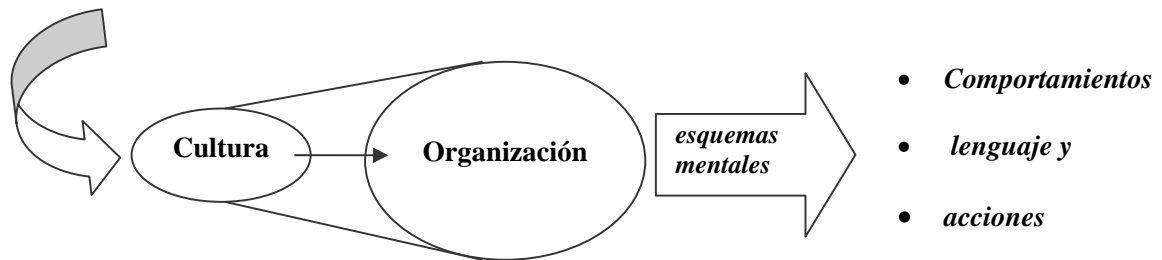 Cultura
Organización
esquemas
mentales
• Comportamientos
• lenguaje y
• acciones